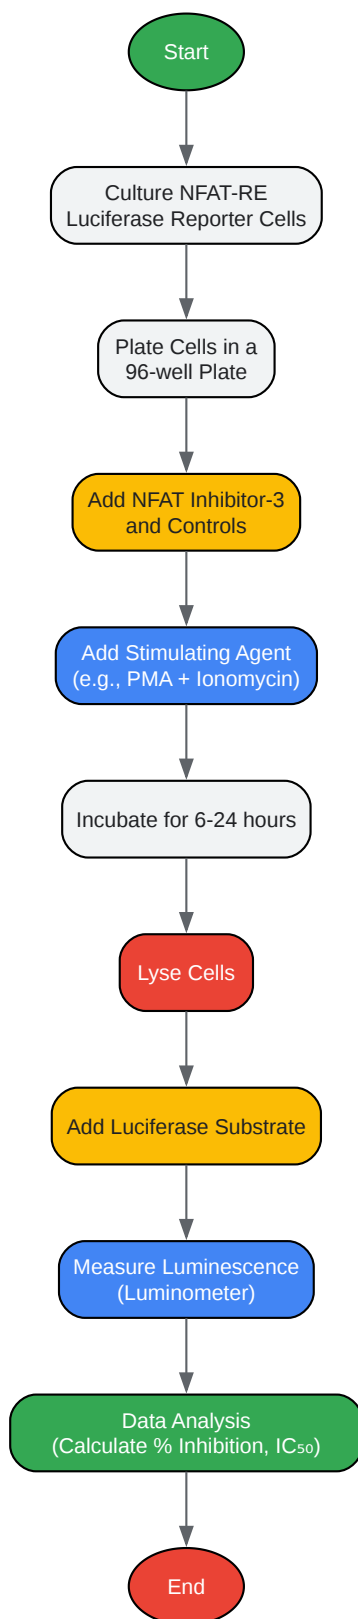 Start
Culture NFAT-RE
Luciferase Reporter Cells
Plate Cells in a
96-well Plate
Add NFAT Inhibitor-3
and Controls
Add Stimulating Agent
(e.g., PMA + Ionomycin)
Incubate for 6-24 hours
Lyse Cells
Add Luciferase Substrate
Measure Luminescence
(Luminometer)
Data Analysis
(Calculate % Inhibition, IC₅₀)
End